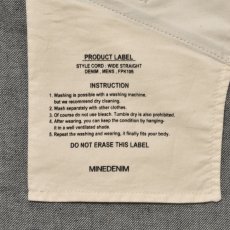 PRODUCT LABEL
STYLE CORD : WIDE STRAIGHT
DENIM , MENS , FPK195
INSTRUCTION
1. Washing is possible with a washing machine.
but we recommend dry cleaning.
2. Wash separately with other clothes.
3. Of course do not use bleach. Tumble dry is also prohibited.
4. After wearing, you can keep the condition by hanging-
it in a well ventilated shade.
5. Repeat the washing and wearing, it finally fits your body.
DO NOT ERASE THIS LABEL
MINEDENIM